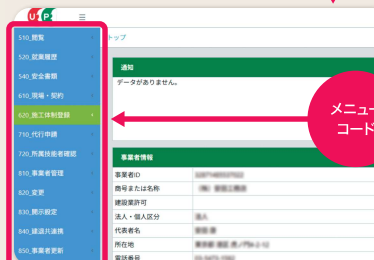 トップ
510_閲覧
520_就業履歴
540_安全書類
610_現場・契約
620_施工体制登録
710_代行申請
720_所属技能者確認
810_事業者管理
820_変更
830_開示設定
840_建退共連携
850_事業者更新
通知
データがありません。
メニュー
コード
事業者情報
事業者ID
商号または名称
建設業許可
法人・個人区分
代表者名
所在地
電話番号